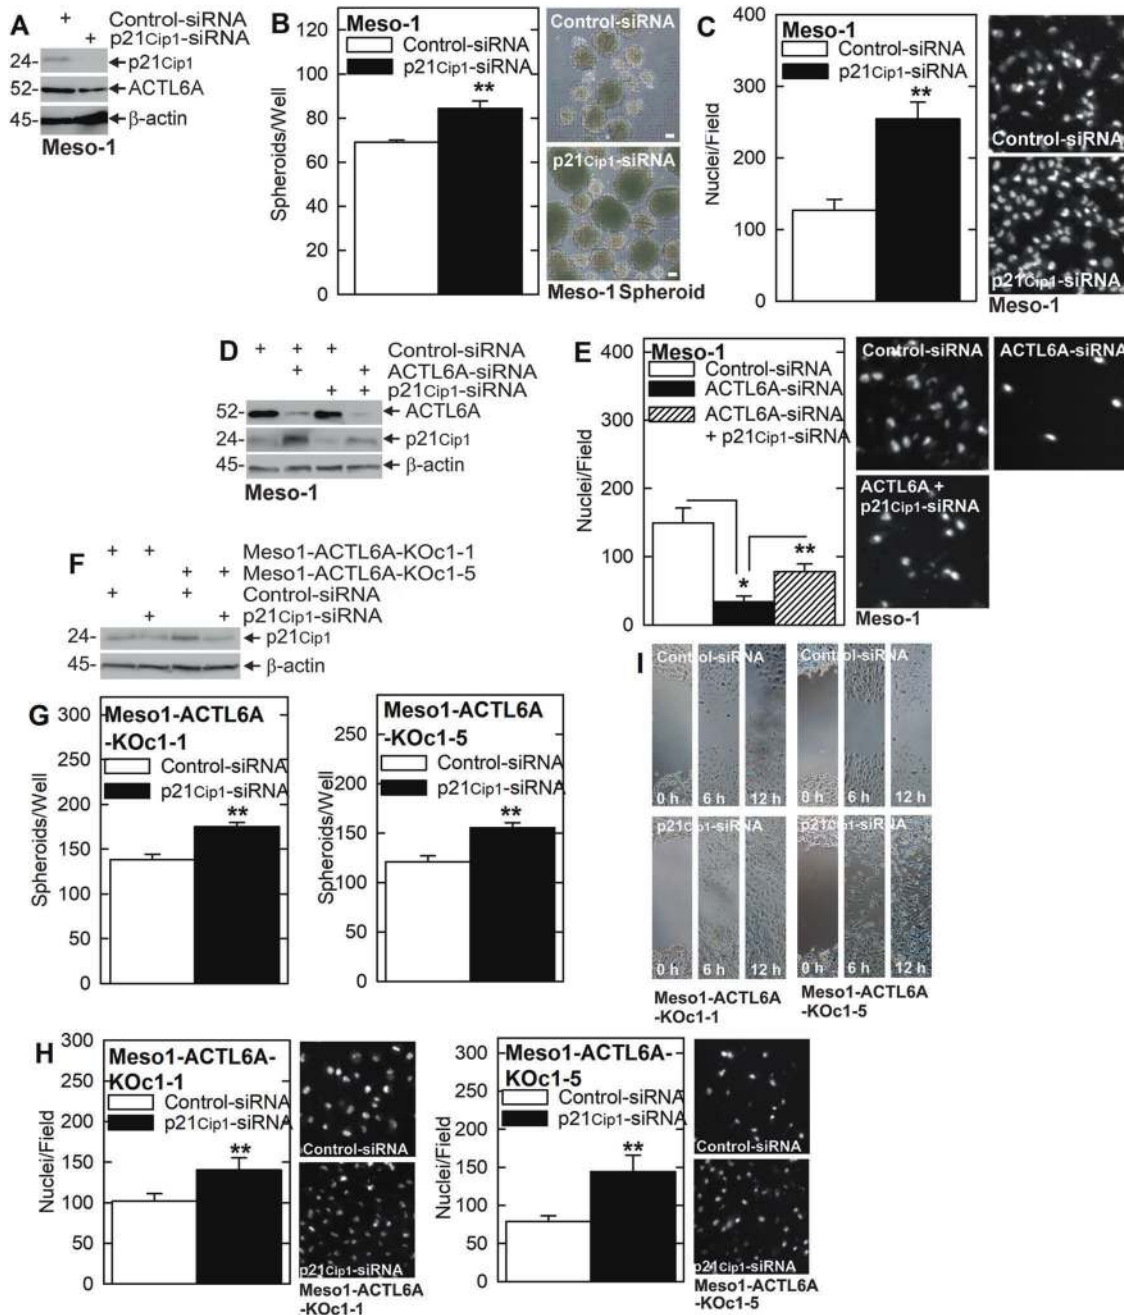 A
+ Control-siRNA
+ p21Cip1-siRNA
24- p21Cip1
52- ACTL6A
45- β-actin
Meso-1
B
Meso-1
Control-siRNA
p21Cip1-siRNA
**
Spheroids/Well
120
100
80
60
40
20
0
Control-siRNA
p21Cip1-siRNA
Meso-1 Spheroid
C
Meso-1
Control-siRNA
p21Cip1-siRNA
**
Nuclei/Field
400
300
200
100
0
Control-siRNA
p21Cip1-siRNA
Meso-1
D
+ + + Control-siRNA
+ + ACTL6A-siRNA
+ + p21Cip1-siRNA
52- ACTL6A
24- p21Cip1
45- β-actin
Meso-1
E
Meso-1
Control-siRNA
ACTL6A-siRNA
ACTL6A-siRNA
+ p21Cip1-siRNA
* **
Nuclei/Field
400
300
200
100
0
Control-siRNA
ACTL6A-siRNA
ACTL6A +
p21Cip1-siRNA
Meso-1
F
+ + Meso1-ACTL6A-KOc1-1
+ + Meso1-ACTL6A-KOc1-5
+ + Control-siRNA
+ + p21Cip1-siRNA
24- p21Cip1
45- β-actin
G
Meso1-ACTL6A
-KOc1-1
Control-siRNA
p21Cip1-siRNA
**
Spheroids/Well
300
250
200
150
100
50
0
Meso1-ACTL6A
-KOc1-5
Control-siRNA
p21Cip1-siRNA
**
Spheroids/Well
250
200
150
100
50
0
I
Control-siRNA
0 h 6 h 12 h 0 h 6 h 12 h
p21Cip1-siRNA p21Cip1-siRNA
0 h 6 h 12 h 0 h 6 h 12 h
Meso1-ACTL6A
-KOc1-1
Meso1-ACTL6A
-KOc1-5
H
Meso1-ACTL6A-
KOc1-1
Control-siRNA
p21Cip1-siRNA
**
Nuclei/Field
300
250
200
150
100
50
0
Control-siRNA
p21Cip1-siRNA
Meso1-ACTL6A
-KOc1-1
Meso1-ACTL6A-
KOc1-5
Control-siRNA
p21Cip1-siRNA
**
Nuclei/Field
300
250
200
150
100
50
0
Control-siRNA
p21Cip1-siRNA
Meso1-ACTL6A
-KOc1-5